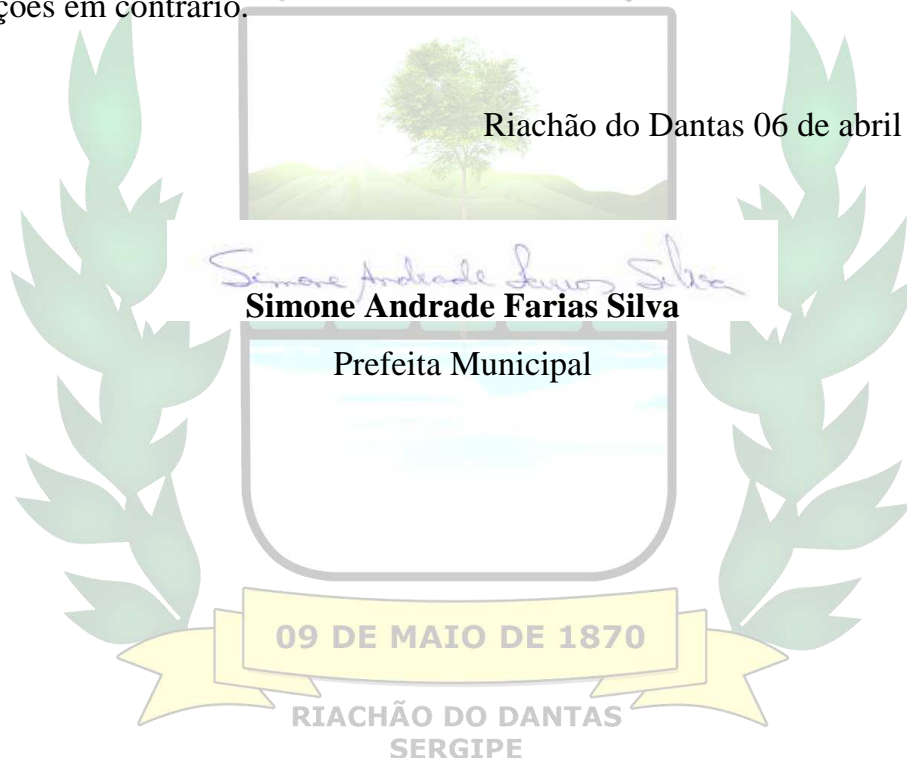 ções em contrário.
Riachão do Dantas 06 de abril
Simone Andrade Farias Silva
Simone Andrade Farias Silva
Prefeita Municipal
09 DE MAIO DE 1870
RIACHÃO DO DANTAS
SERGIPE